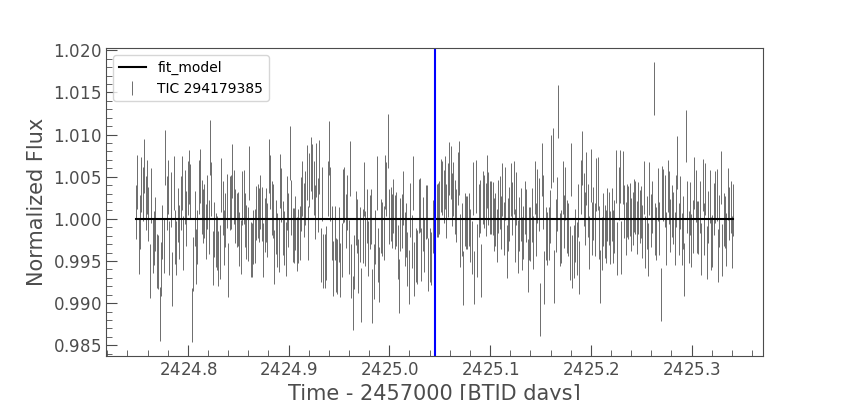 1.020
1.015
1.010
1.005
1.000
0.995
0.990
0.985
Normalized Flux
fit_model
TIC 294179385
2424.8 2424.9 2425.0 2425.1 2425.2 2425.3
Time - 2457000 [BTJD days]